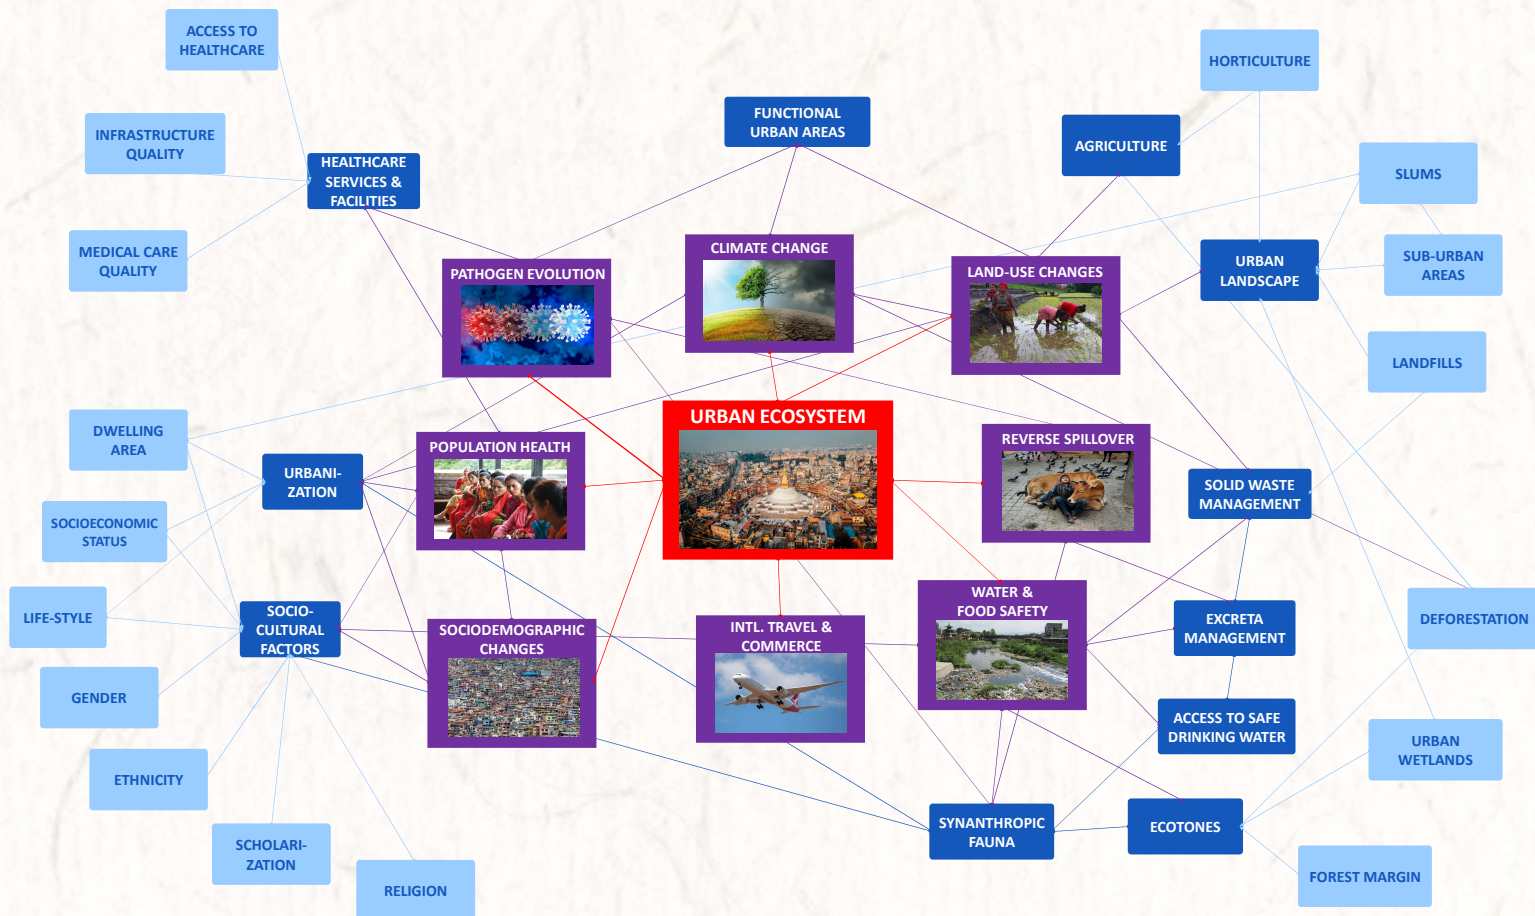 ACCESS TO
HEALTHCARE
HORTICULTURE
FUNCTIONAL
URBAN AREAS
INFRASTRUCTURE
QUALITY
AGRICULTURE
HEALTHCARE
SERVICES &
FACILITIES
SLUMS
MEDICAL CARE
QUALITY
CLIMATE CHANGE
PATHOGEN EVOLUTION
LAND-USE CHANGES
URBAN
LANDSCAPE
SUB-URBAN
AREAS
LANDFILLS
DWELLING
AREA
URBAN ECOSYSTEM
POPULATION HEALTH
REVERSE SPILLOVER
URBANI-
ZATION
SOLID WASTE
MANAGEMENT
SOCIOECONOMIC
STATUS
LIFE-STYLE
SOCIO-
CULTURAL
FACTORS
SOCIODEMOGRAPHIC
CHANGES
INTL. TRAVEL &
COMMERCE
WATER &
FOOD SAFETY
EXCRETA
MANAGEMENT
DEFORESTATION
GENDER
ACCESS TO SAFE
DRINKING WATER
URBAN
WETLANDS
ETHNICITY
SYNANTHROPIC
FAUNA
ECOTONES
SCHOLARI-
ZATION
RELIGION
FOREST MARGIN